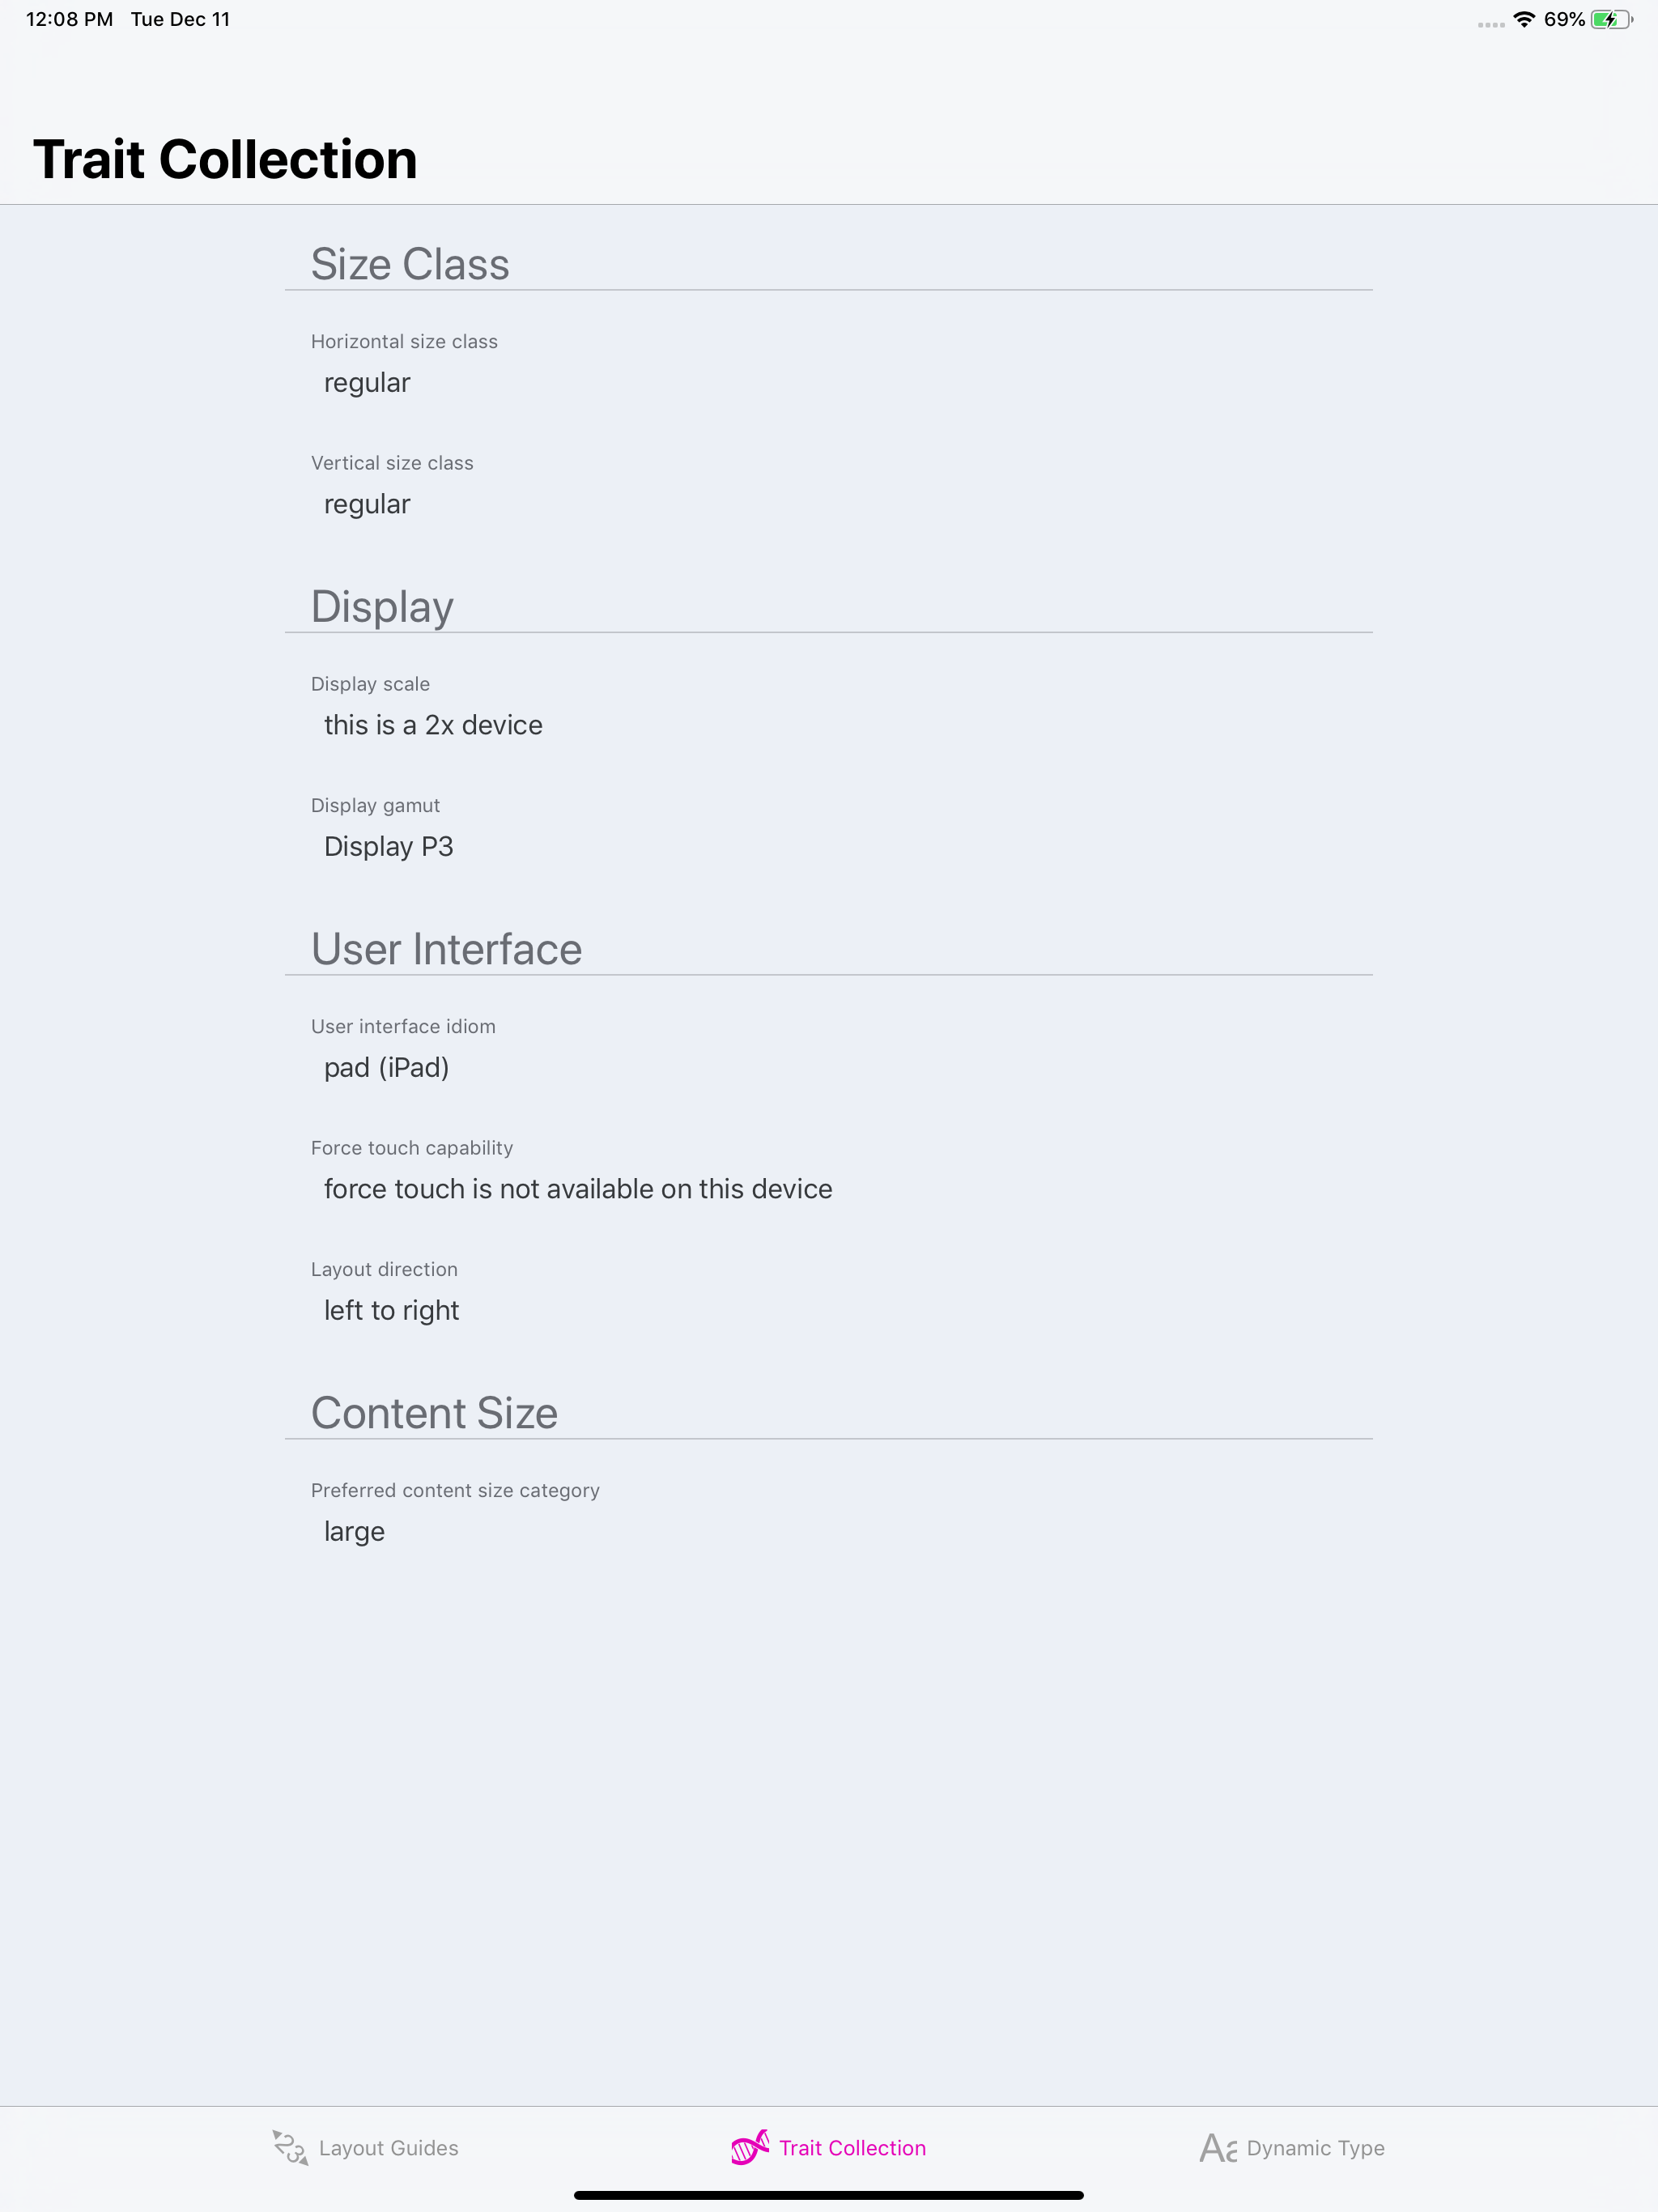 12:08 PM Tue Dec 11 69%
Trait Collection
Size Class
Horizontal size class
regular
Vertical size class
regular
Display
Display scale
this is a 2x device
Display gamut
Display P3
User Interface
User interface idiom
pad (iPad)
Force touch capability
force touch is not available on this device
Layout direction
left to right
Content Size
Preferred content size category
large
Layout Guides Trait Collection Aa Dynamic Type